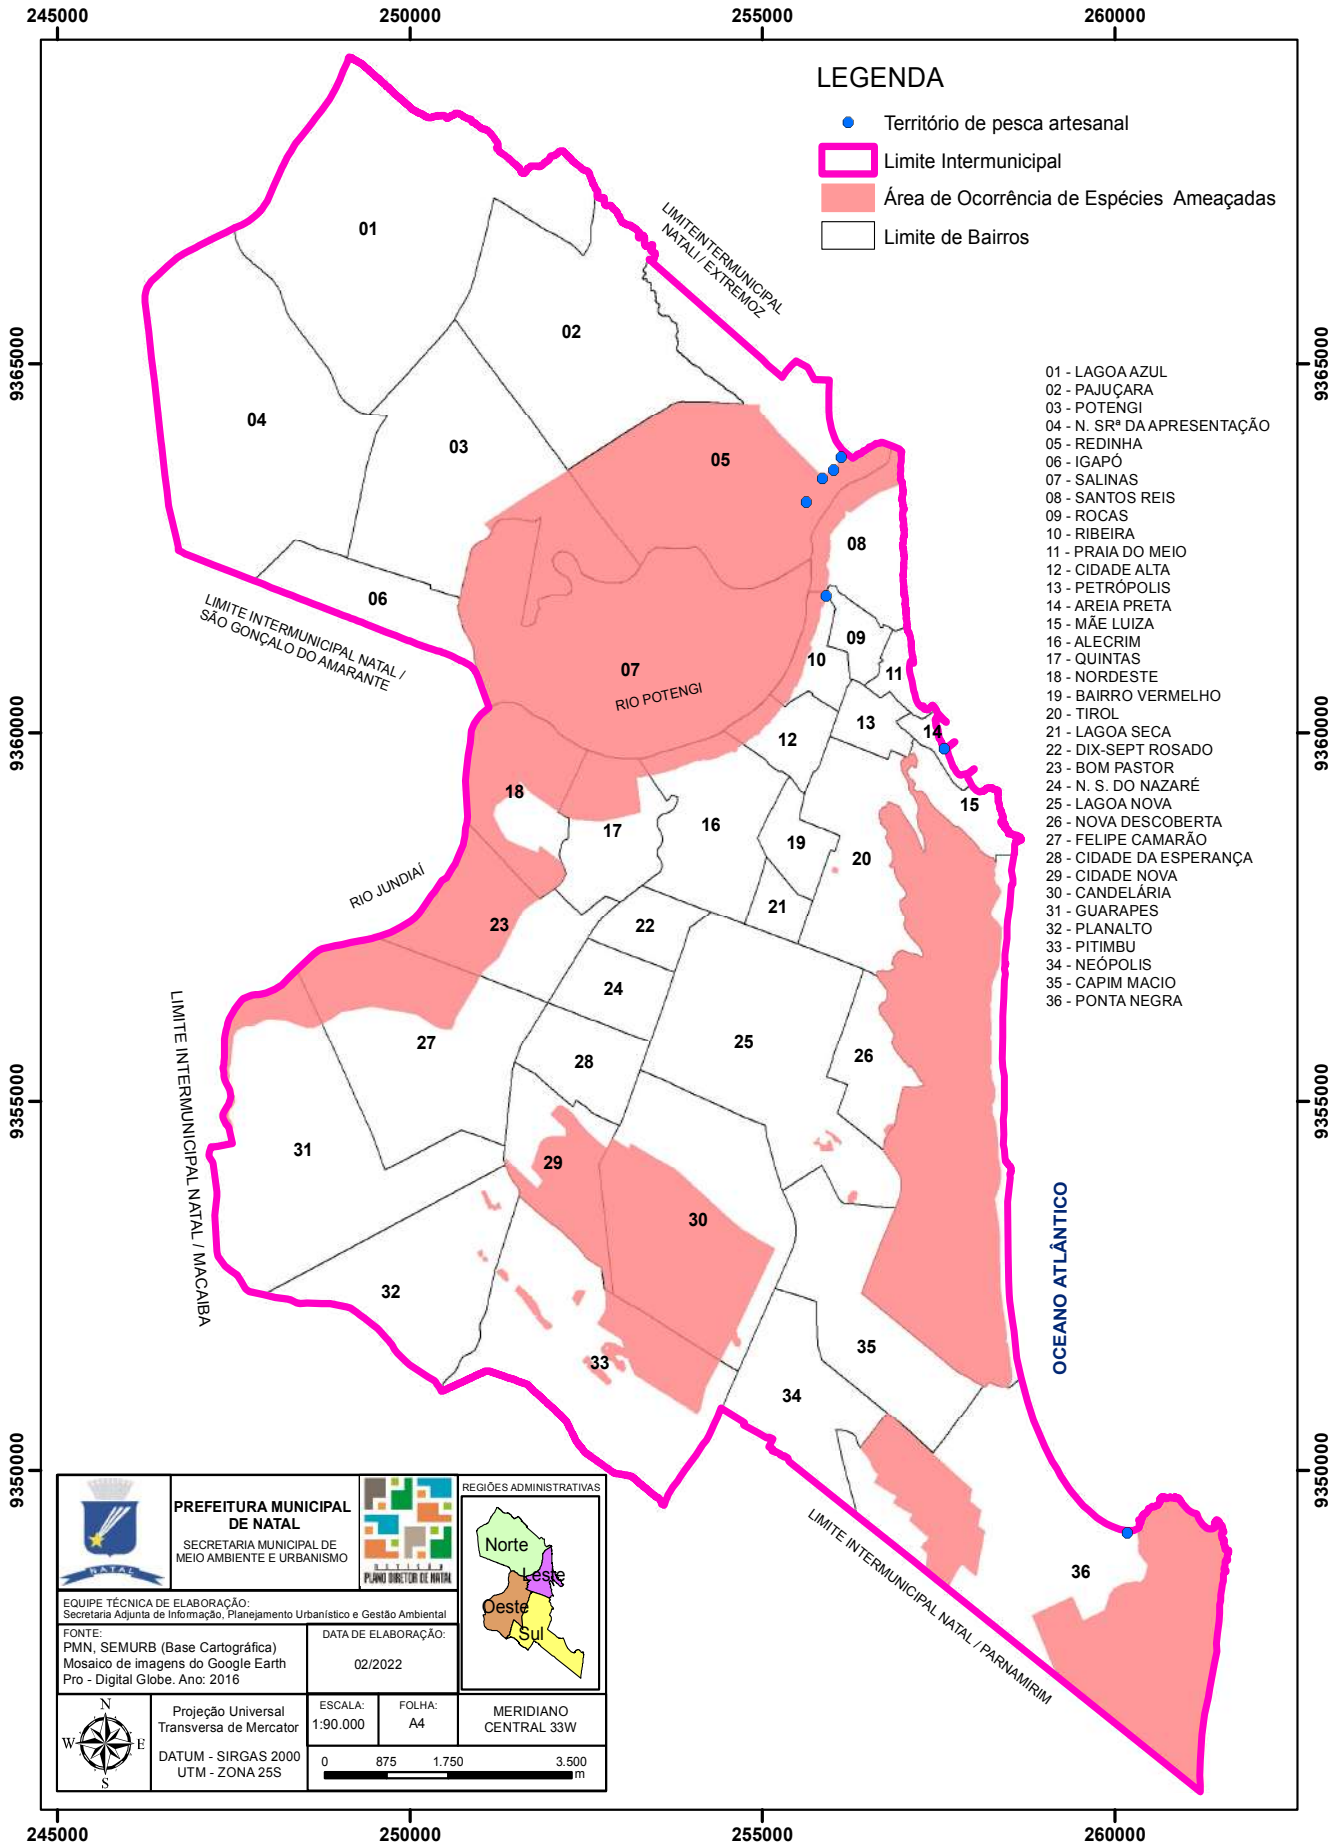 245000
250000
255000
260000
LEGENDA
Território de pesca artesanal
Limite Intermunicipal
Área de Ocorrência de Espécies Ameaçadas
Limite de Bairros
LIMITEINTERMUNICIPAL
NATALI / EXTREMOZ
9365000
9365000
9360000
9360000
9355000
9355000
9350000
9350000
01 - LAGOA AZUL
02 - PAJUÇARA
03 - POTENGI
04 - N. SRª DA APRESENTAÇÃO
05 - REDINHA
06 - IGAPÓ
07 - SALINAS
08 - SANTOS REIS
09 - ROCAS
10 - RIBEIRA
11 - PRAIA DO MEIO
12 - CIDADE ALTA
13 - PETRÓPOLIS
14 - AREIA PRETA
15 - MÃE LUIZA
16 - ALECRIM
17 - QUINTAS
18 - NORDESTE
19 - BAIRRO VERMELHO
20 - TIROL
21 - LAGOA SECA
22 - DIX-SEPT ROSADO
23 - BOM PASTOR
24 - N. S. DO NAZARÉ
25 - LAGOA NOVA
26 - NOVA DESCOBERTA
27 - FELIPE CAMARÃO
28 - CIDADE DA ESPERANÇA
29 - CIDADE NOVA
30 - CANDELÁRIA
31 - GUARAPES
32 - PLANALTO
33 - PITIMBU
34 - NEÓPOLIS
35 - CAPIM MACIO
36 - PONTA NEGRA
01
02
03
04
05
06
07
08
09
10
11
12
13
14
15
16
17
18
19
20
21
22
23
24
25
26
27
28
29
30
31
32
33
34
35
36
LIMITE INTERMUNICIPAL NATAL /
SÃO GONÇALO DO AMARANTE
RIO POTENGI
RIO JUNDIAÍ
LIMITE INTERMUNICIPAL NATAL / MACAIBA
OCEANO ATLÂNTICO
LIMITE INTERMUNICIPAL NATAL / PARNAMIRIM
NATAL
PREFEITURA MUNICIPAL
DE NATAL
SECRETARIA MUNICIPAL DE
MEIO AMBIENTE E URBANISMO
REVISÃO
PLANO DIRETOR DE NATAL
REGIÕES ADMINISTRATIVAS
Norte
Leste
Oeste
Sul
EQUIPE TÉCNICA DE ELABORAÇÃO:
Secretaria Adjunta de Informação, Planejamento Urbanístico e Gestão Ambiental
FONTE:
PMN, SEMURB (Base Cartográfica)
Mosaico de imagens do Google Earth
Pro - Digital Globe. Ano: 2016
DATA DE ELABORAÇÃO:
02/2022
N
W
E
S
Projeção Universal
Transversa de Mercator
DATUM - SIRGAS 2000
UTM - ZONA 25S
ESCALA:
1:90.000
FOLHA:
A4
MERIDIANO
CENTRAL 33W
0 875 1.750 3.500
m
245000
250000
255000
260000